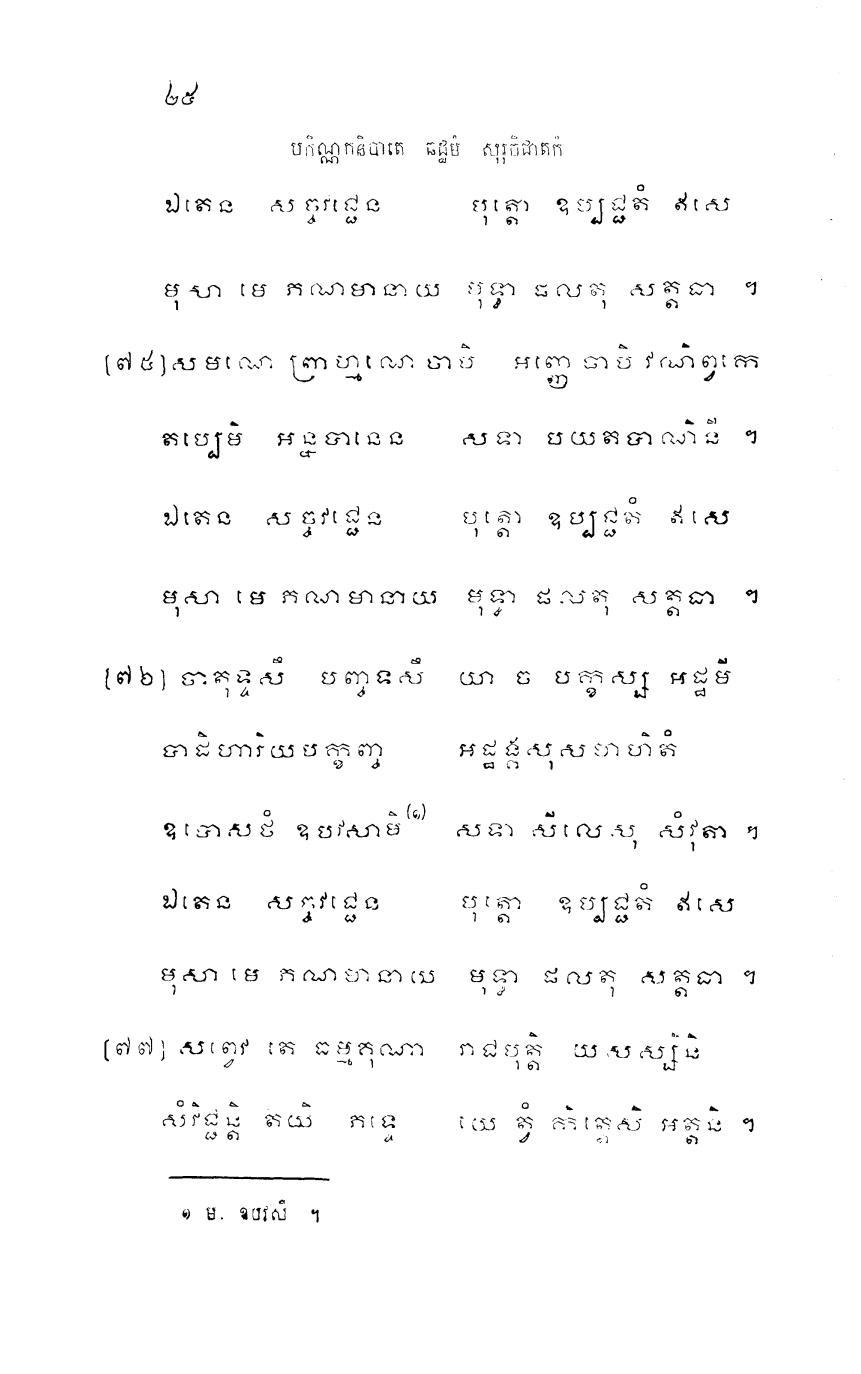 ២៥
បកិណ្ណកនិបាតេ ឆដ្ឋមំ សុរុចិជាតកំ
ឯតេន សច្ចវជ្ជេន បុត្តោ ឧប្បជ្ជតំ ឥសេ
មុសា មេ ភណមានាយ មុទ្ធា ផលតុ សត្តធា ។
[៧៥] សមណេ ព្រាហ្មណេ ចាបិ អញ្ញេ ចាបិ វណិព្វកេ
តប្បេមិ អន្នបានេន សទា បយតបាណិនី ។
ឯតេន សច្ចវជ្ជេន បុត្តោ ឧប្បជ្ជតំ ឥសេ
មុសា មេ ភណមានាយ មុទ្ធា ផលតុ សត្តធា ។
[៧៦] ចាតុទ្ទសឹ បញ្ចទសឹ យា ច បក្ខស្ស អដ្ឋមី
បាដិហារិយបក្ខញ្ច អដ្ឋង្គសុសមាហិតំ
ឧបោសថំ ឧបវសាមិ(១) សទា សីលេសុ សំវុតា ។
ឯតេន សច្ចវជ្ជេន បុត្តោ ឧប្បជ្ជតំ ឥសេ
មុសា មេ ភណមានាយ មុទ្ធា ផលតុ សត្តធា ។
[៧៧] សព្វេវ តេ ធម្មគុណា រាជបុត្តិ យសស្សិនិ
សំវិជ្ជន្តិ តយិ ភទ្ទេ យេ ត្វំ កិត្តេសិ អត្តនិ ។
១ ម. ឧបវសឹ ។